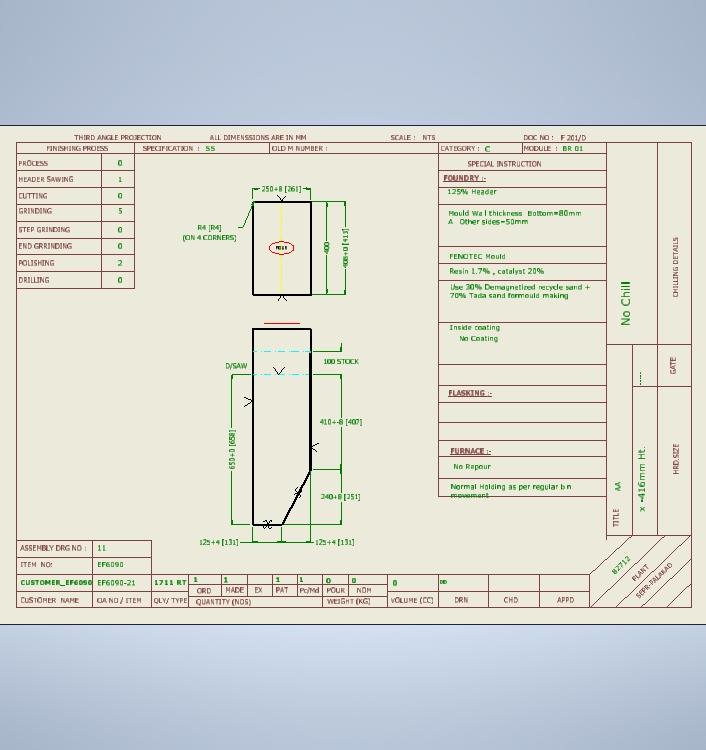 THIRD ANGLE PROJECTION ALL DIMENSSIONS ARE IN MM SCALE : NTS DOC NO : F 201/D
FINISHING PROESS SPECIFICATION : SS OLD M NUMBER : CATEGORY : C MODULE : BR 01
PROCESS 0
HEADER SAWING 1
CUTTING 0
GRINDING 5
STEP GRINDING 0
END GRRINDING 0
POLISHING 2
DRILLING 0
250+8 [261]
R4 [R4]
(ON 4 CORNERS)
400
408+0 [411]
D/SAW
100 STOCK
410+-8 [407]
650+0 [658]
240+8 [251]
125+4 [131] 125+4 [131]
SPECIAL INSTRUCTION
FOUNDRY :-
125% Header
Mould Wall thickness Bottom=80mm
A Other sides=50mm
FENOTEC Mould
Resin 1.7% , catalyst 20%
Use 30% Demagnetized recycle sand +
70% Tada sand formould making
Inside coating
No Coating
FLASKING :-
FURNACE :-
No Repour
Normal Holding as per regular bin
movement
No Chill
CHILLING DETAILS
GATE
.....
HRD.SIZE
x -416mm Ht.
TITLE AA
B2712
PLANT
SEPR-PALAKAD
ASSEMBLY DRG NO : 11
ITEM NO: EF6090
CUSTOMER_EF6090 EF6090-21 1711 RT 1 1 1 1 0 0 0
ORD MADE EX PAT Pc/Md POUR NOM
CUSTOMER NAME OA NO / ITEM QLY/ TYPE QUANTITY (NOS) WEIGHT (KG) VOLUME (CC) DRN CHD APPD